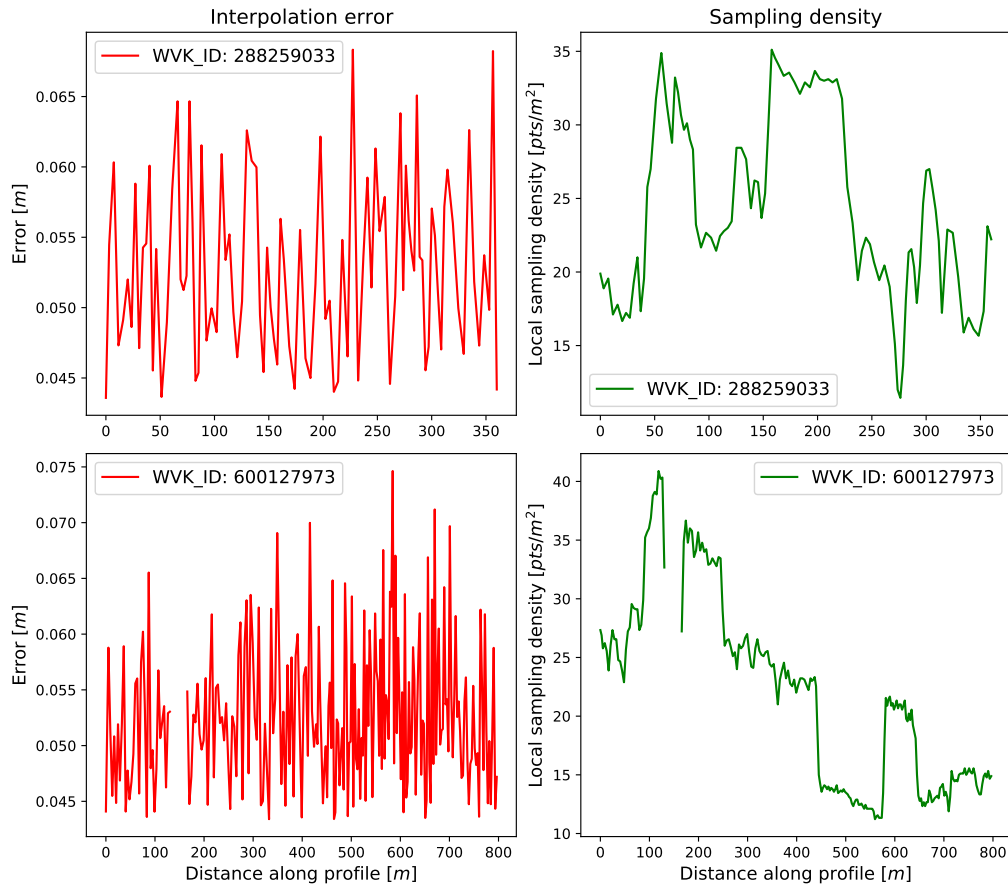 Interpolation error
Sampling density
WVK_ID: 288259033
0.065
0.060
0.055
0.050
0.045
Error [m]
0 50 100 150 200 250 300 350
WVK_ID: 288259033
35
30
25
20
15
Local sampling density [pts/m²]
0 50 100 150 200 250 300 350
WVK_ID: 600127973
0.075
0.070
0.065
0.060
0.055
0.050
0.045
Error [m]
0 100 200 300 400 500 600 700 800
Distance along profile [m]
WVK_ID: 600127973
40
35
30
25
20
15
10
Local sampling density [pts/m²]
0 100 200 300 400 500 600 700 800
Distance along profile [m]